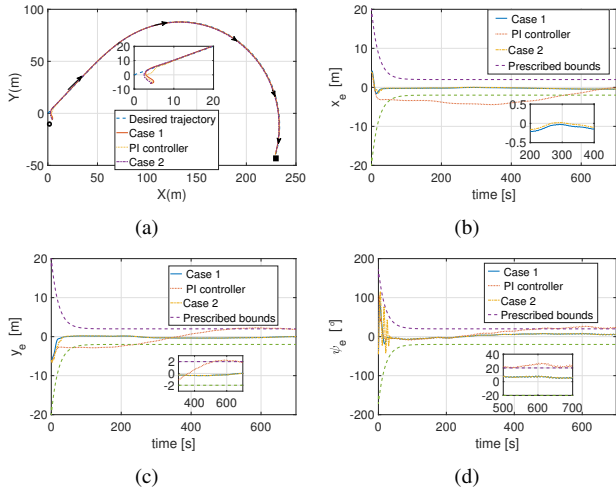 100
50
0
-50
Y(m)
0
50
100
150
200
250
X(m)
20
10
0
-10
0
10
20
Desired trajectory
Case 1
PI controller
Case 2
(a)
20
10
0
-10
-20
x_e [m]
0
200
400
600
time [s]
Case 1
PI controller
Case 2
Prescribed bounds
0.5
0
-0.5
200
300
400
(b)
20
10
0
-10
-20
y_e [m]
0
200
400
600
time [s]
Case 1
PI controller
Case 2
Prescribed bounds
2
0
-2
400
600
(c)
200
100
0
-100
-200
ψ_e [°]
0
200
400
600
time [s]
Case 1
PI controller
Case 2
Prescribed bounds
40
20
0
-20
500
600
700
(d)